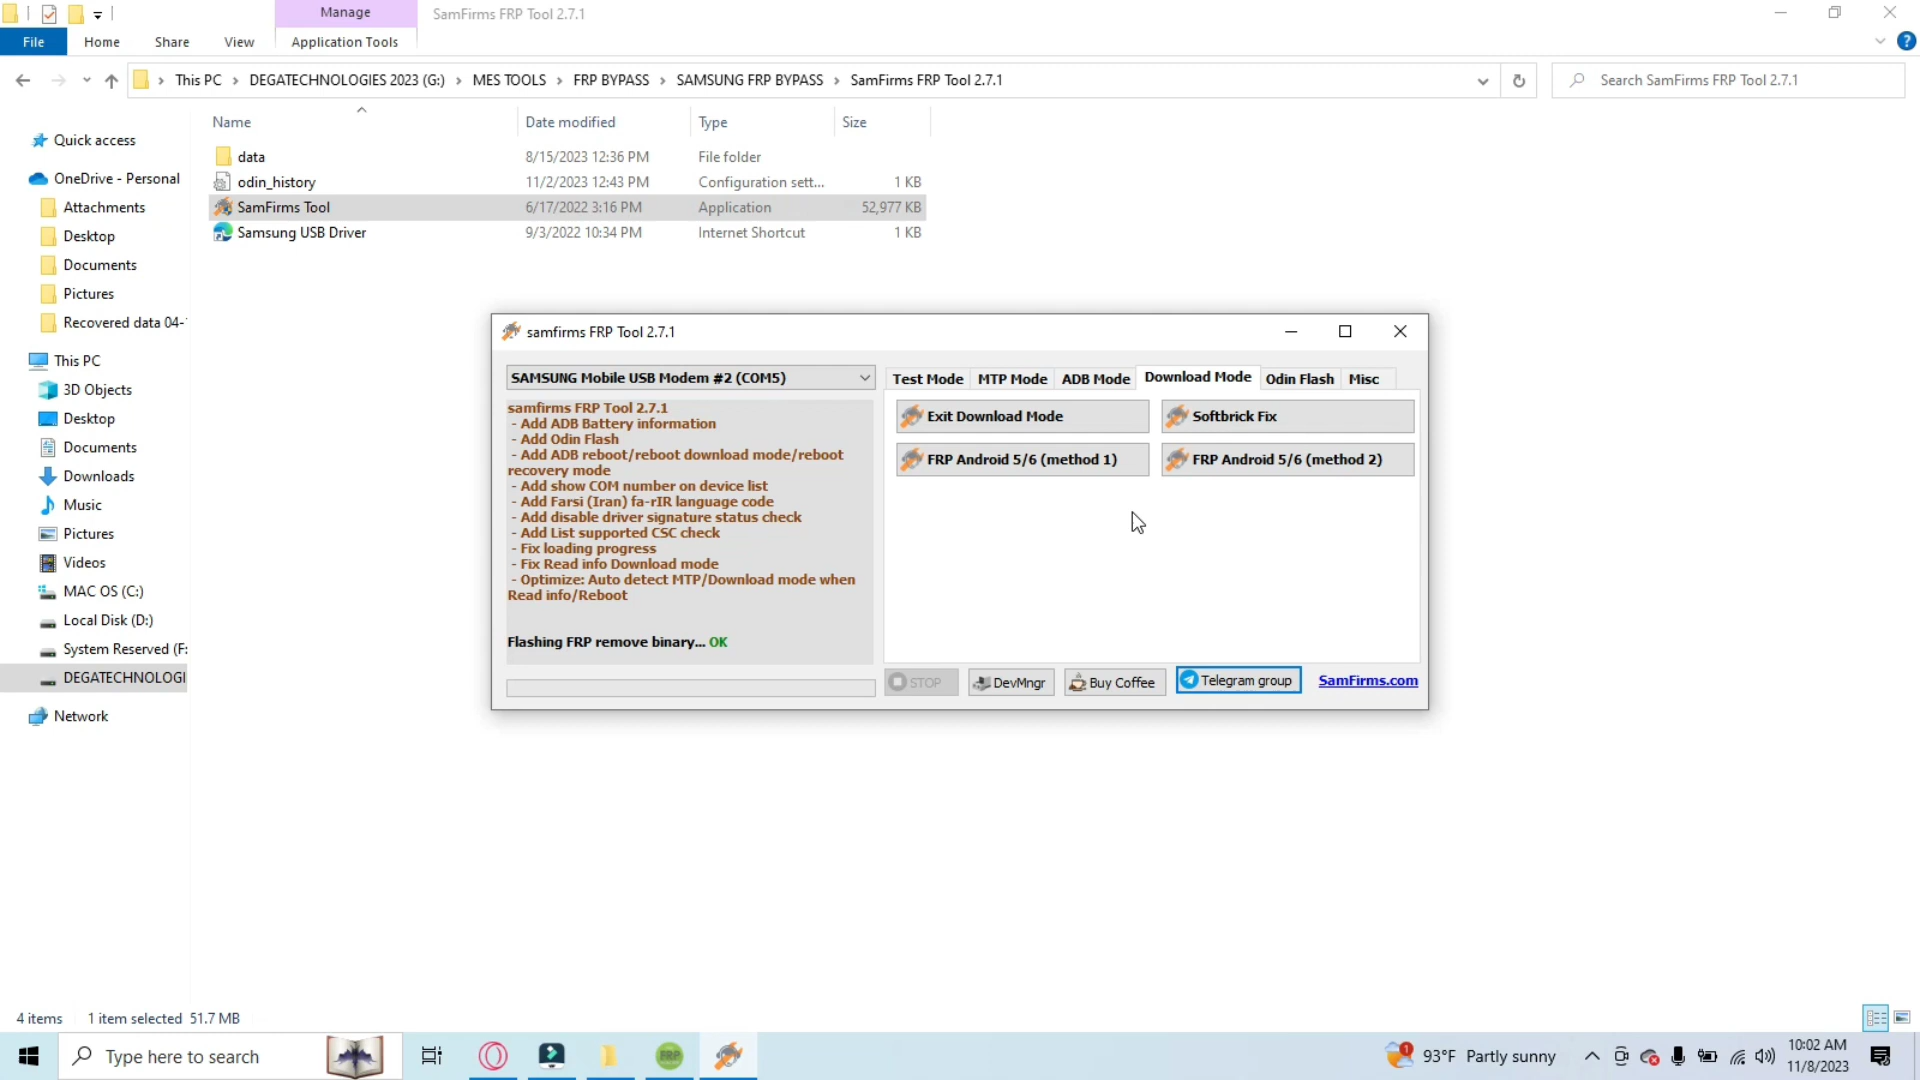 Manage
SamFirms FRP Tool 2.7.1
File
Home
Share
View
Application Tools
This PC
DEGATECHNOLOGIES 2023 (G:)
MES TOOLS
FRP BYPASS
SAMSUNG FRP BYPASS
SamFirms FRP Tool 2.7.1
Search SamFirms FRP Tool 2.7.1
Name
Date modified
Type
Size
data
8/15/2023 12:36 PM
File folder
odin_history
11/2/2023 12:43 PM
Configuration sett...
1 KB
SamFirms Tool
6/17/2022 3:16 PM
Application
52,977 KB
Samsung USB Driver
9/3/2022 10:34 PM
Internet Shortcut
1 KB
Quick access
OneDrive - Personal
Attachments
Desktop
Documents
Pictures
Recovered data 04-
This PC
3D Objects
Desktop
Documents
Downloads
Music
Pictures
Videos
MAC OS (C:)
Local Disk (D:)
System Reserved (F:
DEGATECHNOLOGI
Network
samfirms FRP Tool 2.7.1
SAMSUNG Mobile USB Modem #2 (COM5)
samfirms FRP Tool 2.7.1
- Add ADB Battery information
- Add Odin Flash
- Add ADB reboot/reboot download mode/reboot
recovery mode
- Add show COM number on device list
- Add Farsi (Iran) fa-rIR language code
- Add disable driver signature status check
- Add List supported CSC check
- Fix loading progress
- Fix Read info Download mode
- Optimize: Auto detect MTP/Download mode when
Read info/Reboot
Flashing FRP remove binary... OK
Test Mode
MTP Mode
ADB Mode
Download Mode
Odin Flash
Misc
Exit Download Mode
Softbrick Fix
FRP Android 5/6 (method 1)
FRP Android 5/6 (method 2)
STOP
DevMngr
Buy Coffee
Telegram group
SamFirms.com
4 items
1 item selected 51.7 MB
Type here to search
FRP
1
93°F Partly sunny
10:02 AM
11/8/2023